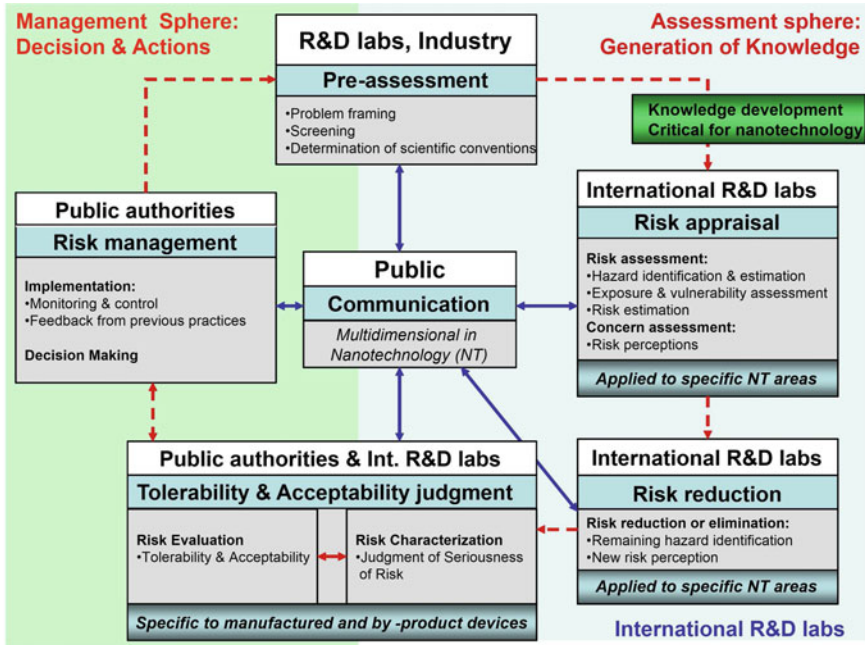 Management Sphere:
Decision & Actions
Assessment sphere:
Generation of Knowledge
R&D labs, Industry
Pre-assessment
•Problem framing
•Screening
•Determination of scientific conventions
Knowledge development
Critical for nanotechnology
Public authorities
Risk management
Implementation:
•Monitoring & control
•Feedback from previous practices
Decision Making
Public
Communication
Multidimensional in
Nanotechnology (NT)
International R&D labs
Risk appraisal
Risk assessment:
•Hazard identification & estimation
•Exposure & vulnerability assessment
•Risk estimation
Concern assessment:
•Risk perceptions
Applied to specific NT areas
Public authorities & Int. R&D labs
Tolerability & Acceptability judgment
Risk Evaluation
•Tolerability & Acceptability
Risk Characterization
•Judgment of Seriousness
of Risk
Specific to manufactured and by -product devices
International R&D labs
Risk reduction
Risk reduction or elimination:
•Remaining hazard identification
•New risk perception
Applied to specific NT areas
International R&D labs